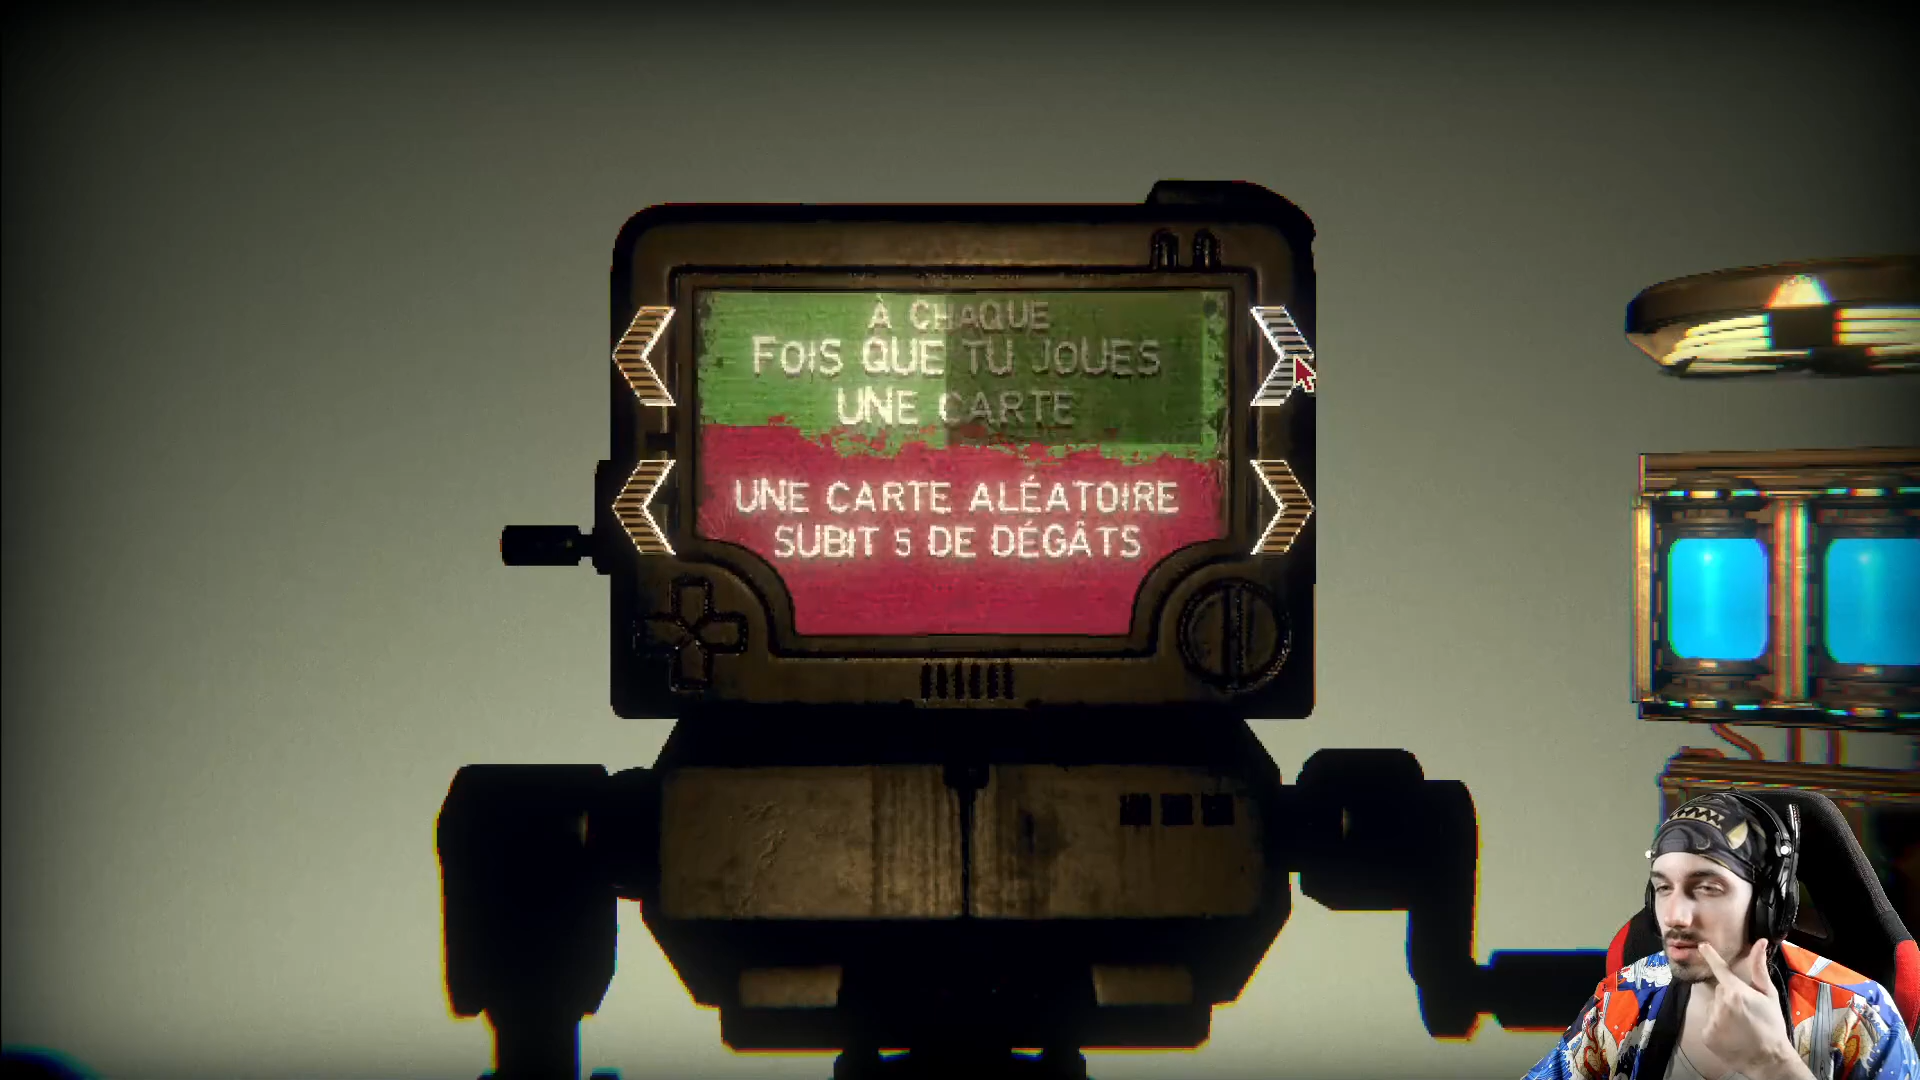 À CHAQUE
FOIS QUE TU JOUES
UNE CARTE
UNE CARTE ALÉATOIRE
SUBIT 5 DE DÉGÂTS